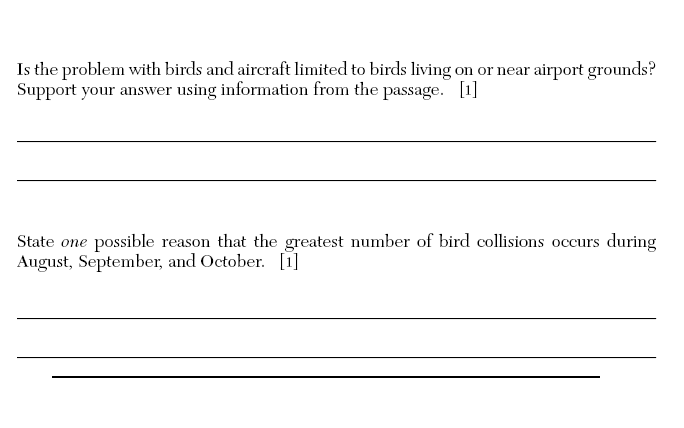 Is the problem with birds and aircraft limited to birds living on or near airport grounds?
Support your answer using information from the passage. [1]
State one possible reason that the greatest number of bird collisions occurs during
August, September, and October. [1]